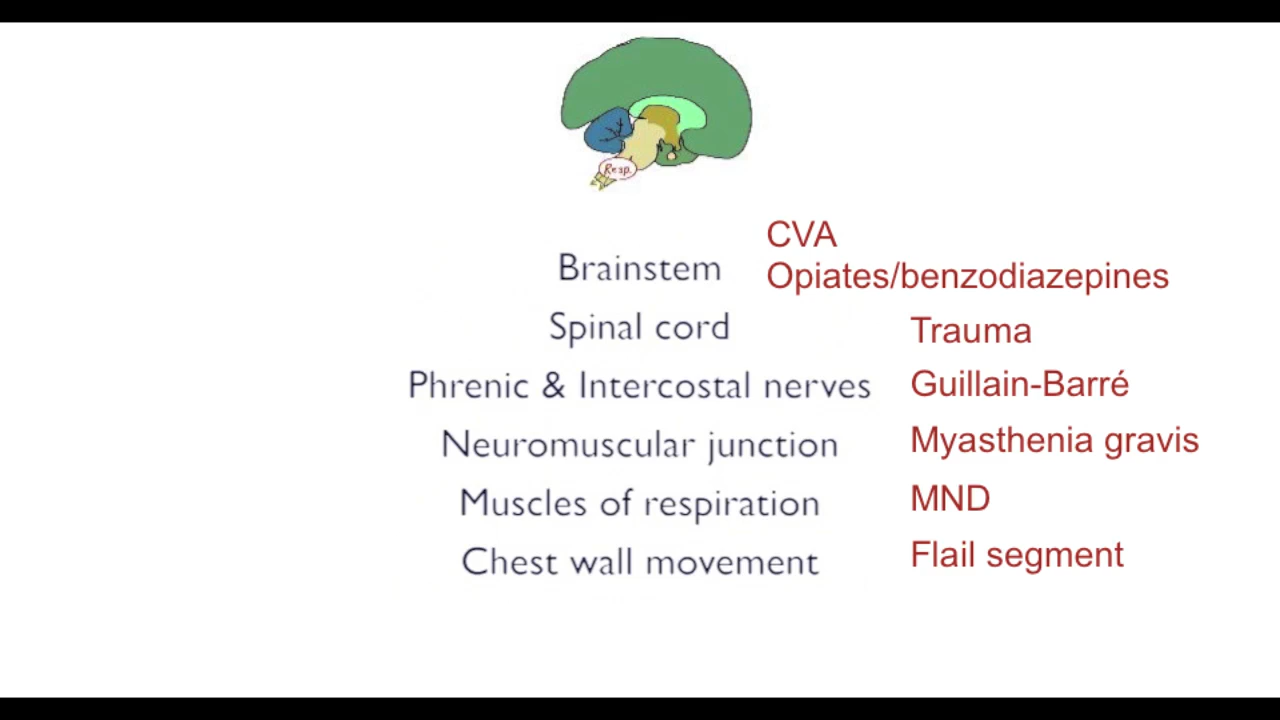 Resp.
CVA
Brainstem
Opiates/benzodiazepines
Spinal cord
Trauma
Phrenic & Intercostal nerves
Guillain-Barré
Neuromuscular junction
Myasthenia gravis
Muscles of respiration
MND
Chest wall movement
Flail segment